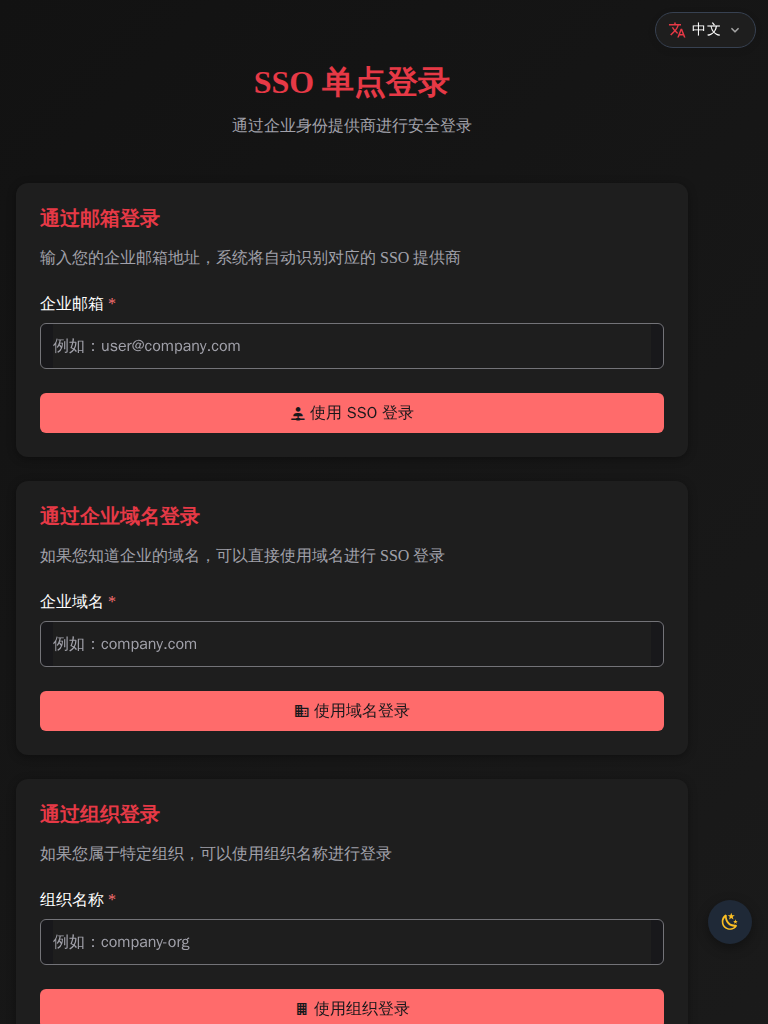 中文
SSO 单点登录
通过企业身份提供商进行安全登录
通过邮箱登录
输入您的企业邮箱地址，系统将自动识别对应的 SSO 提供商
企业邮箱 *
例如：user@company.com
使用 SSO 登录
通过企业域名登录
如果您知道企业的域名，可以直接使用域名进行 SSO 登录
企业域名 *
例如：company.com
使用域名登录
通过组织登录
如果您属于特定组织，可以使用组织名称进行登录
组织名称 *
例如：company-org
使用组织登录